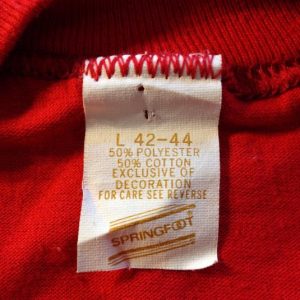 L 42-44
50% POLYESTER
50% COTTON
EXCLUSIVE OF
DECORATION
FOR CARE SEE REVERSE
SPRINGFOOT